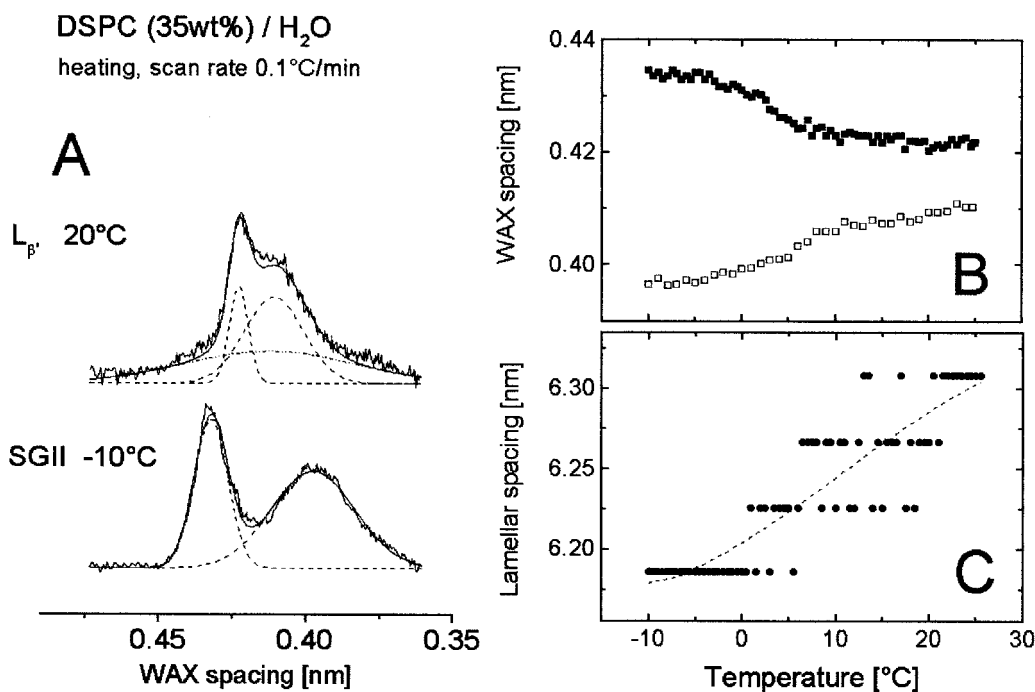 DSPC (35wt%) / H₂O
heating, scan rate 0.1°C/min
A
Lβ' 20°C
SGII -10°C
0.45 0.40 0.35
WAX spacing [nm]
0.44
0.42
0.40
WAX spacing [nm]
B
6.30
6.25
6.20
Lamellar spacing [nm]
C
-10 0 10 20 30
Temperature [°C]